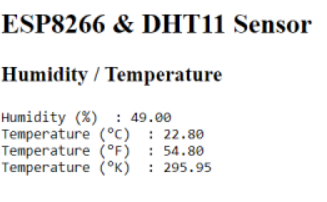 ESP8266 & DHT11 Sensor
Humidity / Temperature
Humidity (%)  : 49.00
Temperature (°C)  : 22.80
Temperature (°F)  : 54.80
Temperature (°K)  : 295.95